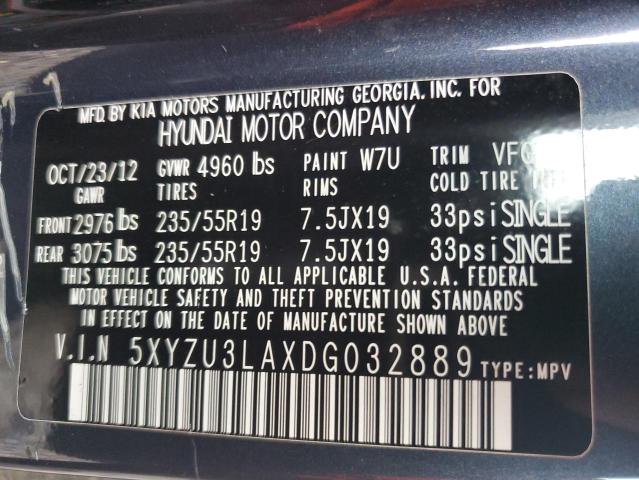 MFD. BY KIA MOTORS MANUFACTURING GEORGIA. INC. FOR
HYUNDAI MOTOR COMPANY
OCT/23/12 GVWR 4960 lbs PAINT W7U TRIM
GAWR TIRES RIMS COLD TIRE
FRONT 2976 lbs 235/55R19 7.5JX19 33psi SINGLE
REAR 3075 lbs 235/55R19 7.5JX19 33psi SINGLE
THIS VEHICLE CONFORMS TO ALL APPLICABLE U.S.A. FEDERAL
MOTOR VEHICLE SAFETY AND THEFT PREVENTION STANDARDS
IN EFFECT ON THE DATE OF MANUFACTURE SHOWN ABOVE
V.I.N 5XYZU3LAXDG032889 TYPE:MPV